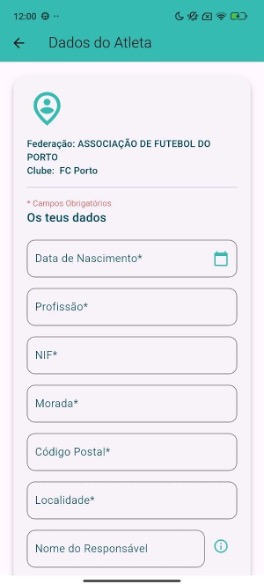 12:00
Dados do Atleta
Federação: ASSOCIAÇÃO DE FUTEBOL DO
PORTO
Clube: FC Porto
* Campos Obrigatórios
Os teus dados
Data de Nascimento*
Profissão*
NIF*
Morada*
Código Postal*
Localidade*
Nome do Responsável